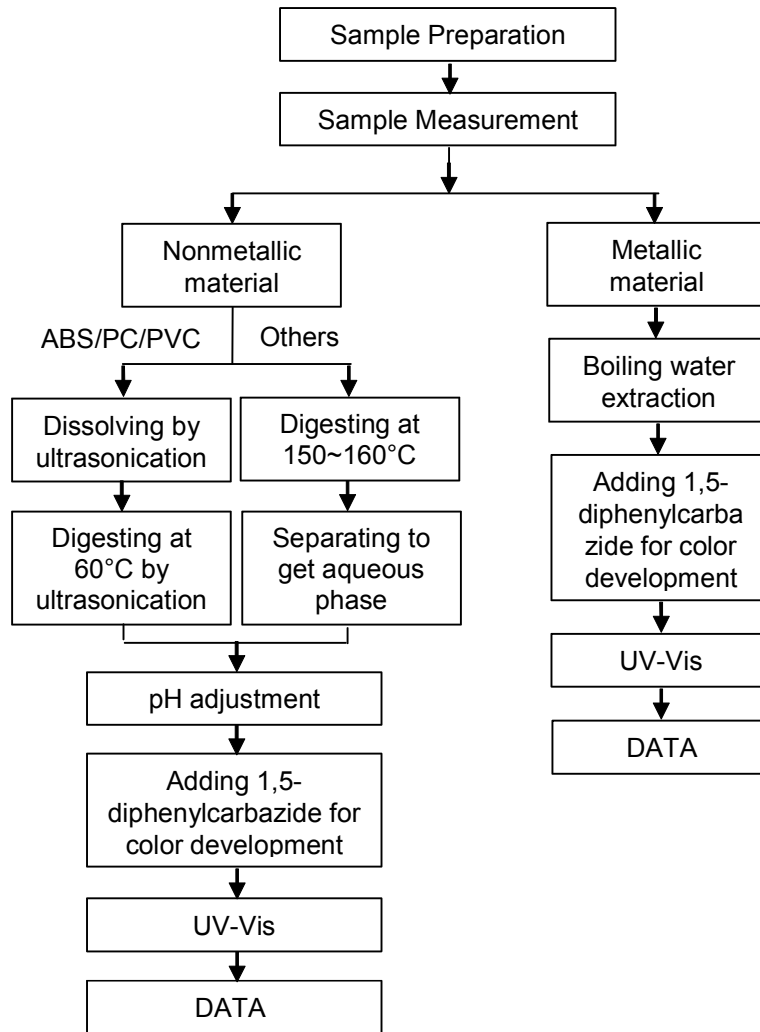 Sample Preparation
Sample Measurement
Nonmetallic
material
ABS/PC/PVC
Others
Dissolving by
ultrasonication
Digesting at
150~160°C
Digesting at
60°C by
ultrasonication
Separating to
get aqueous
phase
pH adjustment
Adding 1,5-
diphenylcarbazide for
color development
UV-Vis
DATA
Metallic
material
Boiling water
extraction
Adding 1,5-
diphenylcarba
zide for color
development
UV-Vis
DATA